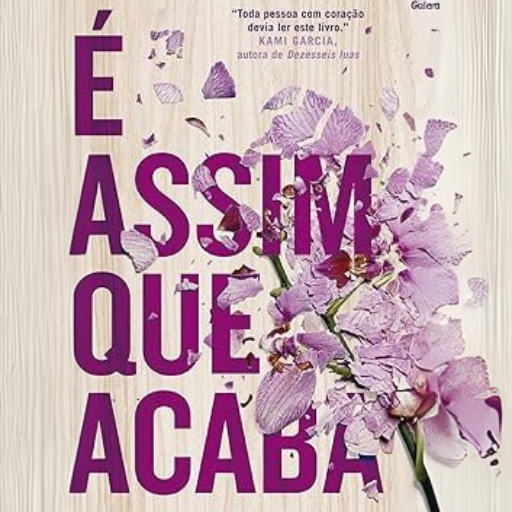 Galera
“Toda pessoa com coração
devia ler este livro.”
KAMI GARCIA,
autora de Dezesseis luas
É
ASSIM
QUE
ACABA